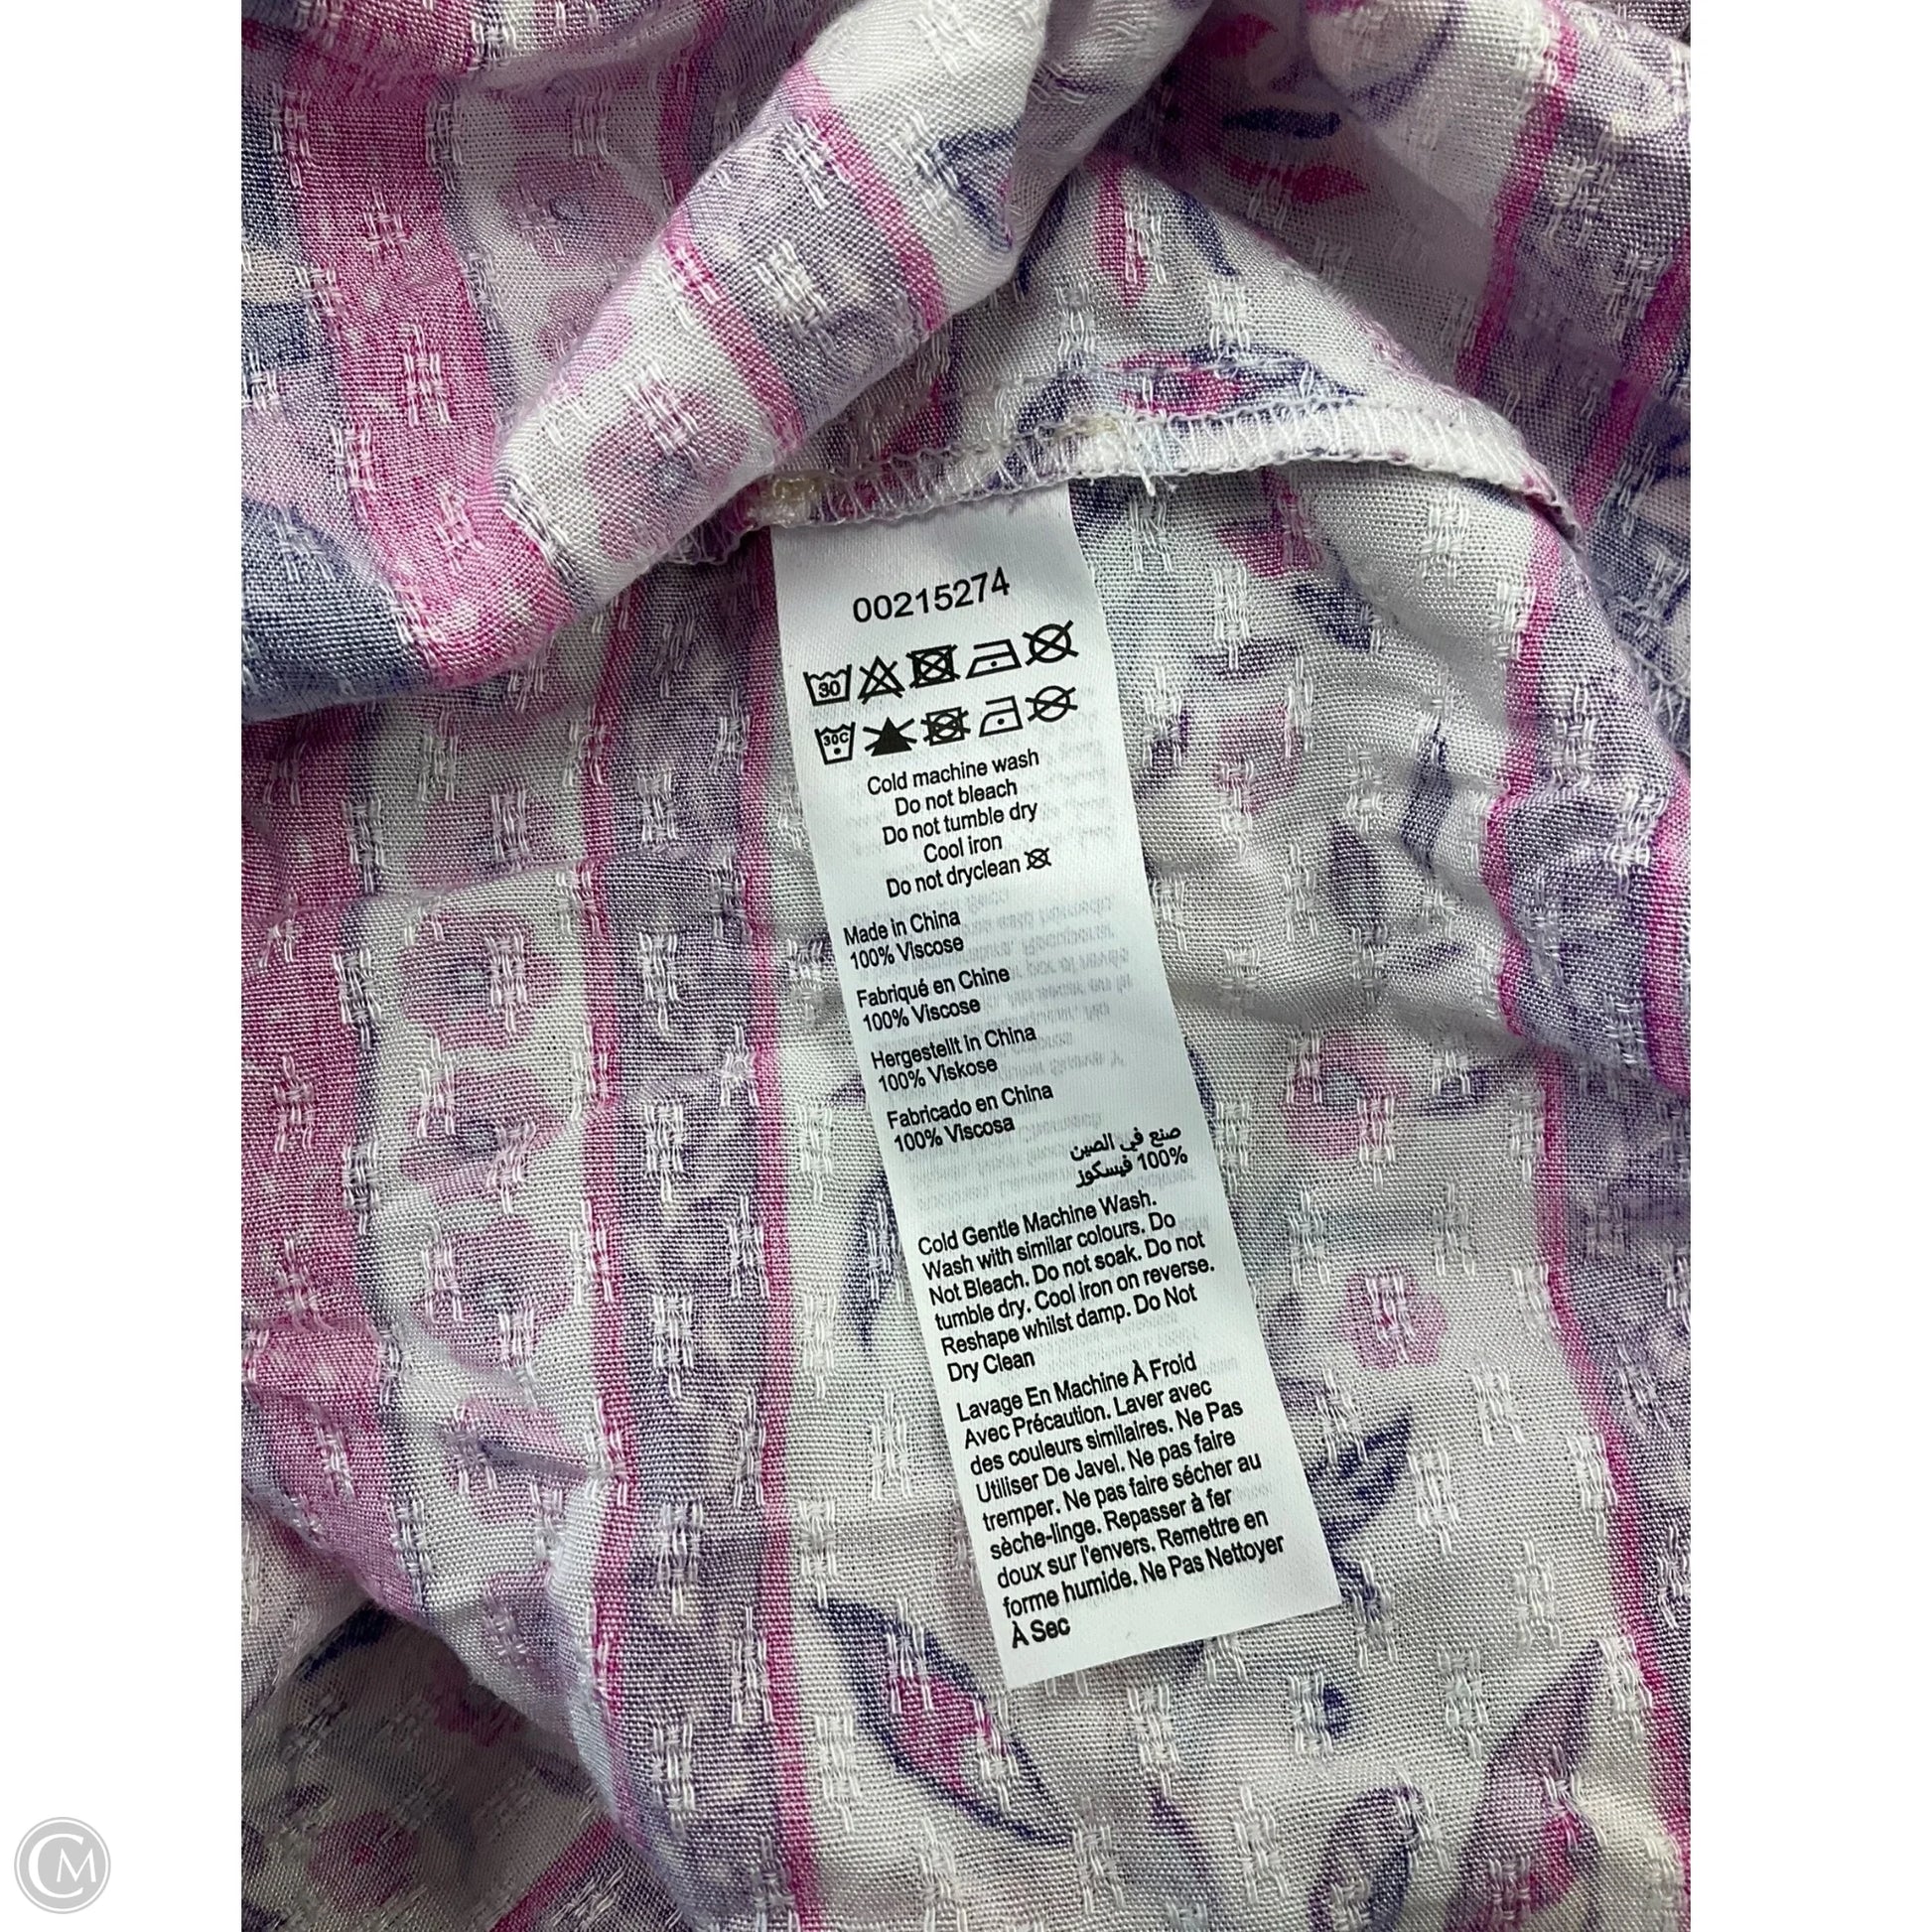 00215274
30
30C
Cold machine wash
Do not bleach
Do not tumble dry
Cool iron
Do not dryclean
Made in China
100% Viscose
Fabriqué en Chine
100% Viscose
Hergestellt in China
100% Viskose
Fabricado en China
100% Viscosa
صنع في الصين
100% فيسكوز
Cold Gentle Machine Wash.
Wash with similar colours. Do
Not Bleach. Do not soak. Do not
tumble dry. Cool iron on reverse.
Reshape whilst damp. Do Not
Dry Clean
Lavage En Machine À Froid
Avec Précaution. Laver avec
des couleurs similaires. Ne Pas
Utiliser De Javel. Ne pas faire
tremper. Ne pas faire sécher au
sèche-linge. Repasser à fer
doux sur l'envers. Remettre en
forme humide. Ne Pas Nettoyer
À Sec
CM